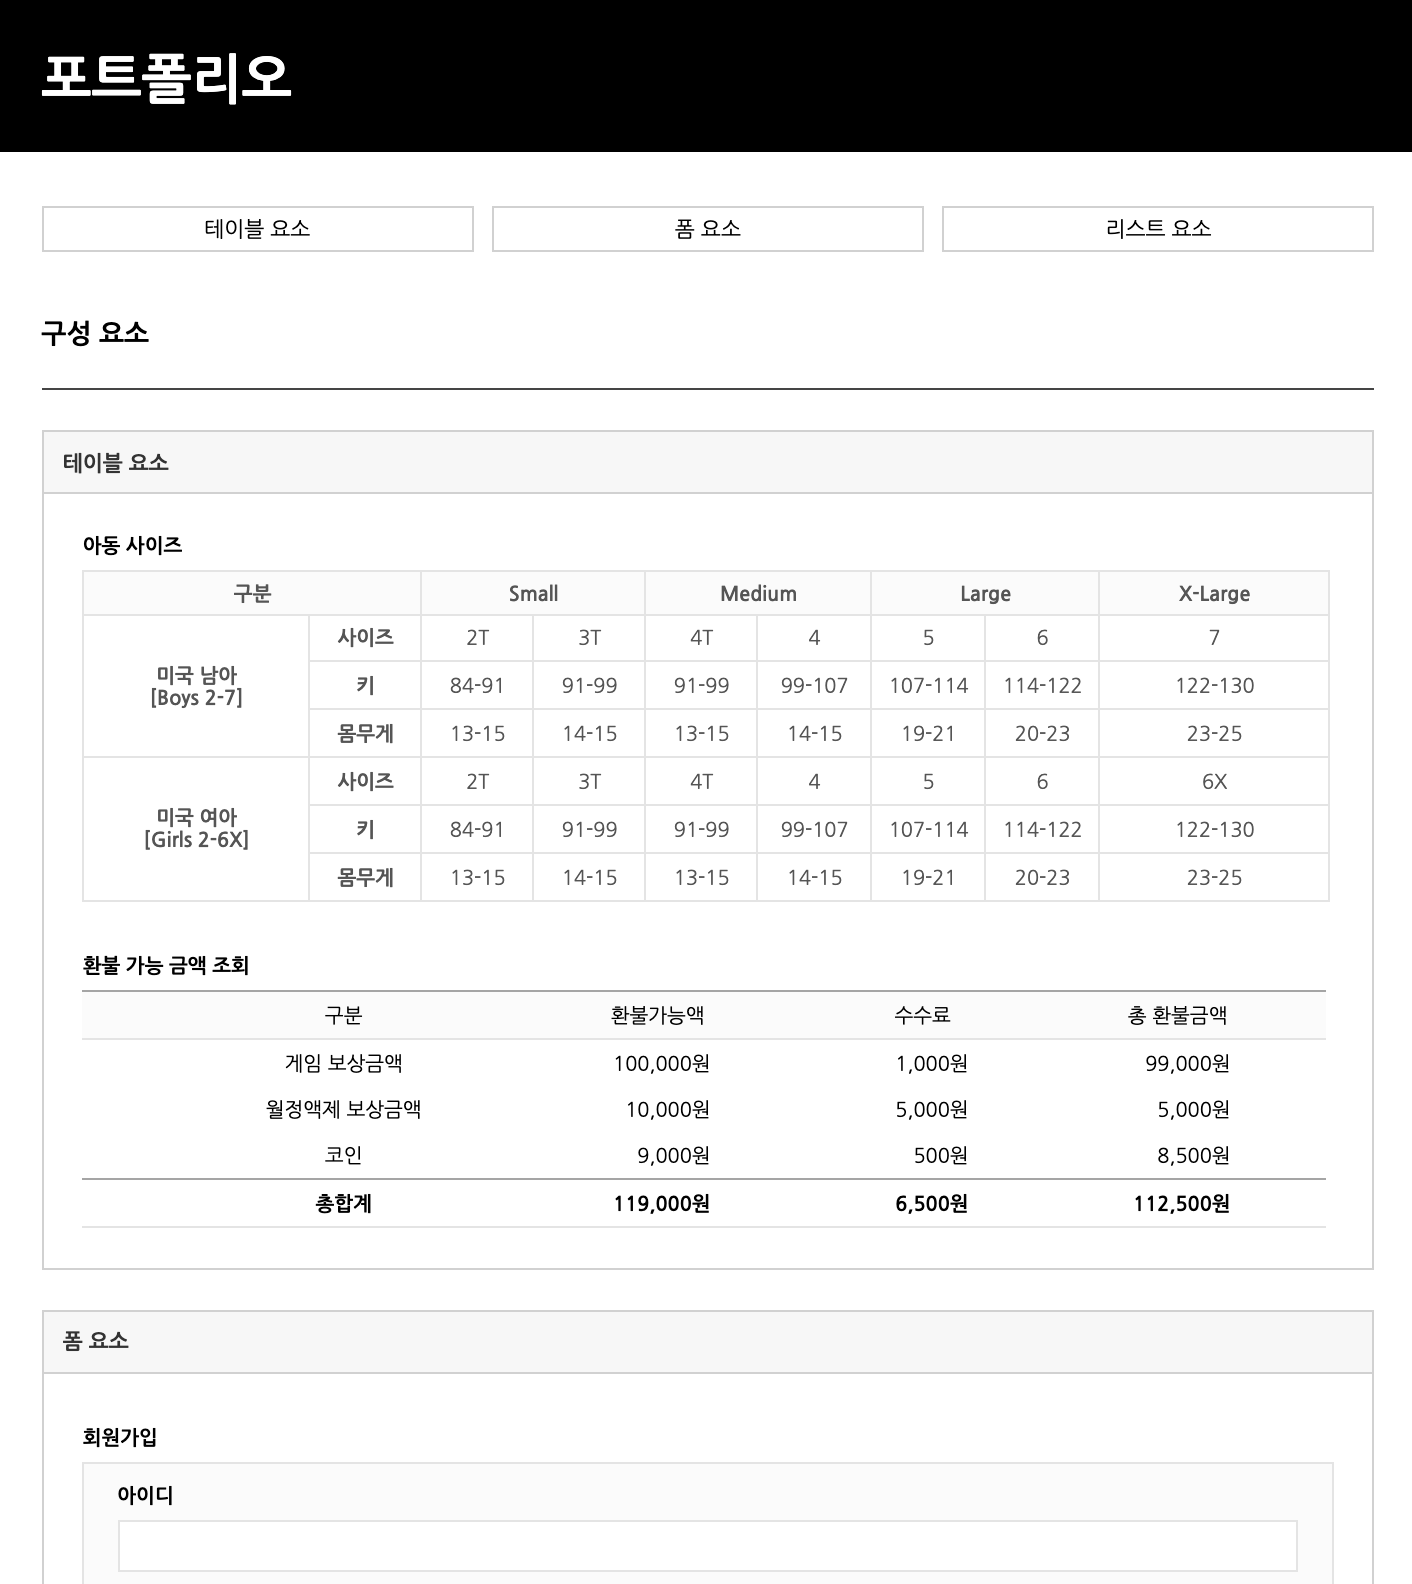 포트폴리오
테이블 요소 폼 요소 리스트 요소
구성 요소
테이블 요소
아동 사이즈
구분 Small Medium Large X-Large
미국 남아
[Boys 2-7]
사이즈 2T 3T 4T 4 5 6 7
키 84-91 91-99 91-99 99-107 107-114 114-122 122-130
몸무게 13-15 14-15 13-15 14-15 19-21 20-23 23-25
미국 여아
[Girls 2-6X]
사이즈 2T 3T 4T 4 5 6 6X
키 84-91 91-99 91-99 99-107 107-114 114-122 122-130
몸무게 13-15 14-15 13-15 14-15 19-21 20-23 23-25
환불 가능 금액 조회
구분 환불가능액 수수료 총 환불금액
게임 보상금액 100,000원 1,000원 99,000원
월정액제 보상금액 10,000원 5,000원 5,000원
코인 9,000원 500원 8,500원
총합계 119,000원 6,500원 112,500원
폼 요소
회원가입
아이디